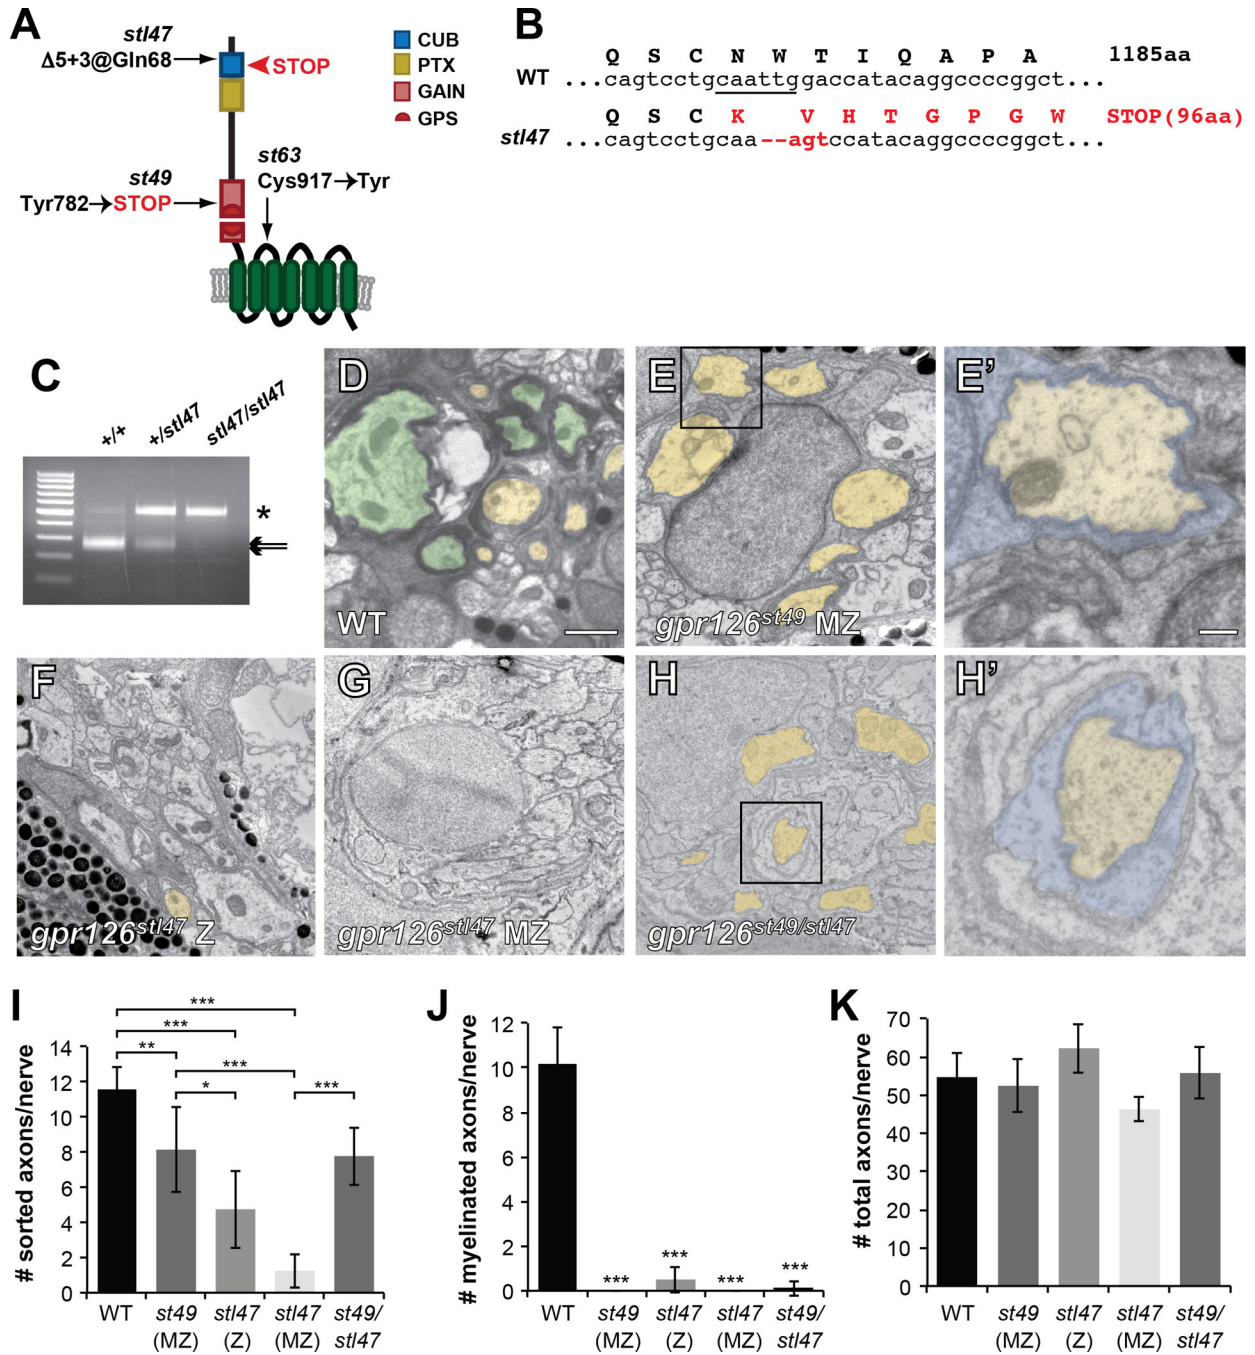 A
stl47
Δ5+3@Gln68
STOP
CUB
PTX
GAIN
GPS
st49
Tyr782→STOP
st63
Cys917→Tyr
B
Q S C N W T I Q A P A 1185aa
WT ...cagtcctgcaattggaccatacaggccccggct...
Q S C K V H T G P G W STOP(96aa)
stl47 ...cagtcctgcaa--agtccatacaggccccggct...
C
+/+
+/stl47
stl47/stl47
*
D
WT
E
gpr126st49 MZ
E'
F
gpr126stl47 Z
G
gpr126stl47 MZ
H
gpr126st49/stl47
H'
I
# sorted axons/nerve
14
12
10
8
6
4
2
0
***
***
**
***
*
***
WT
st49 (MZ)
stl47 (Z)
stl47 (MZ)
st49/ stl47
J
# myelinated axons/nerve
12
10
8
6
4
2
0
***
***
***
***
WT
st49 (MZ)
stl47 (Z)
stl47 (MZ)
st49/ stl47
K
# total axons/nerve
70
60
50
40
30
20
10
0
WT
st49 (MZ)
stl47 (Z)
stl47 (MZ)
st49/ stl47